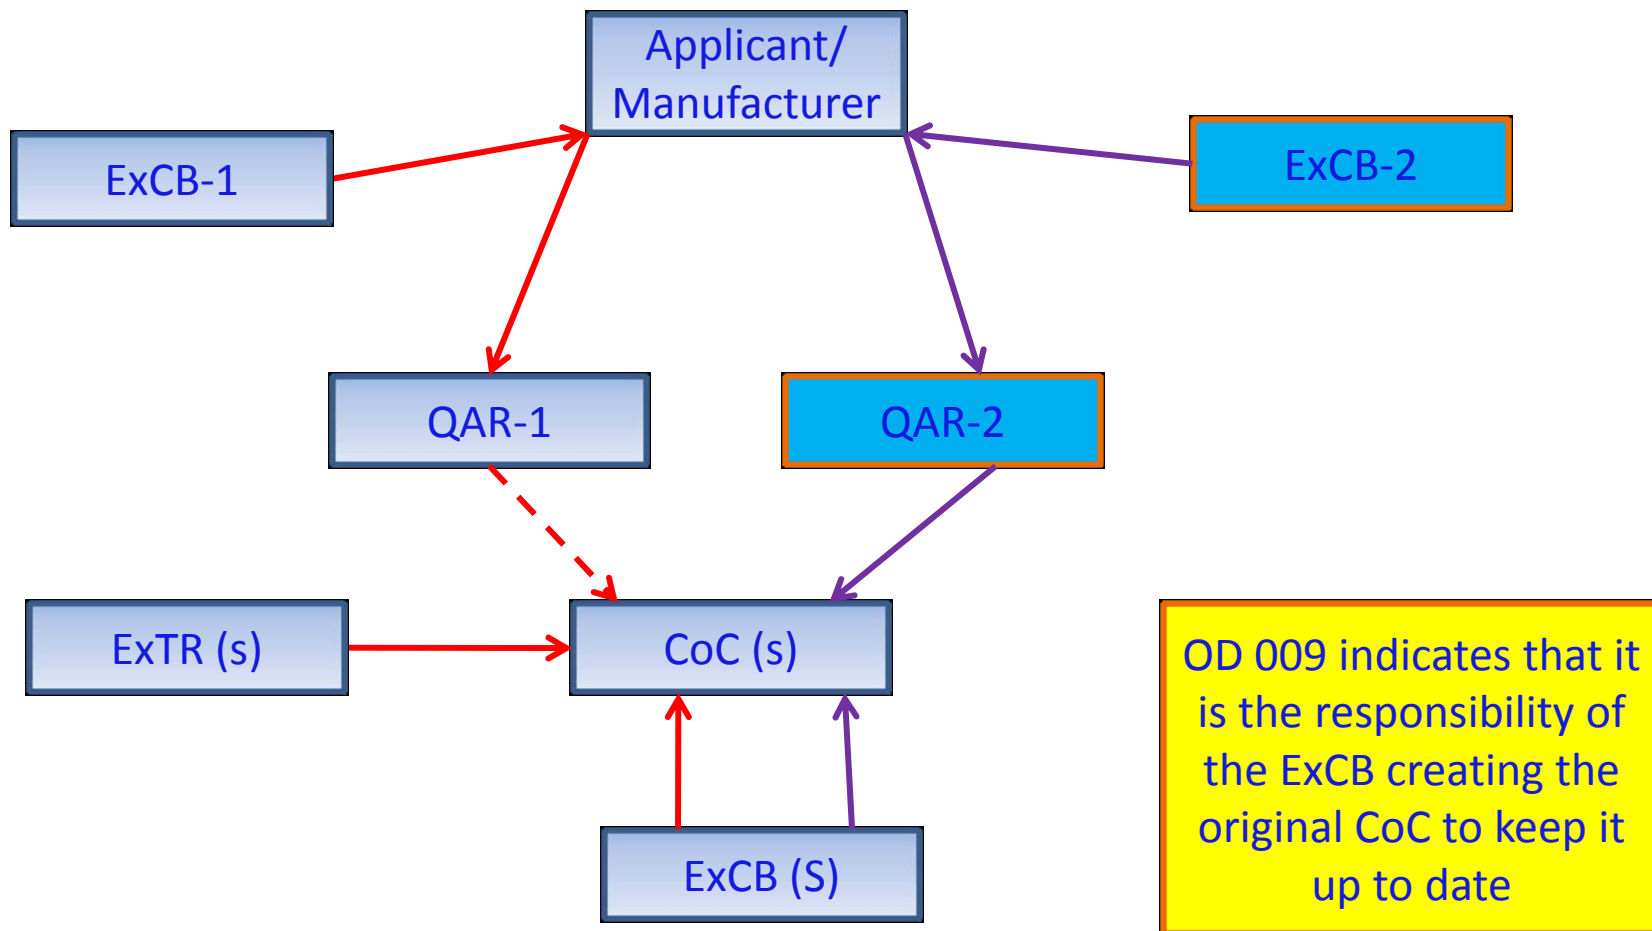 Applicant/
Manufacturer
ExCB-1
ExCB-2
QAR-1
QAR-2
ExTR (s)
CoC (s)
ExCB (S)
OD 009 indicates that it
is the responsibility of
the ExCB creating the
original CoC to keep it
up to date